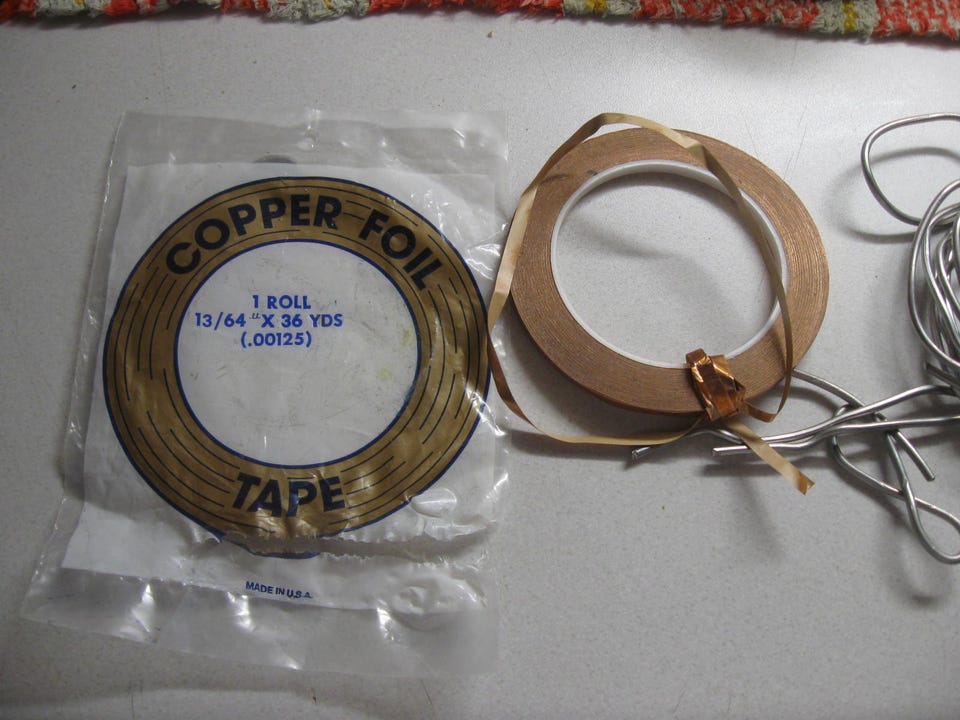 COPPER FOIL
1 ROLL
13/64 " X 36 YDS
(.00125)
TAPE
MADE IN U.S.A.